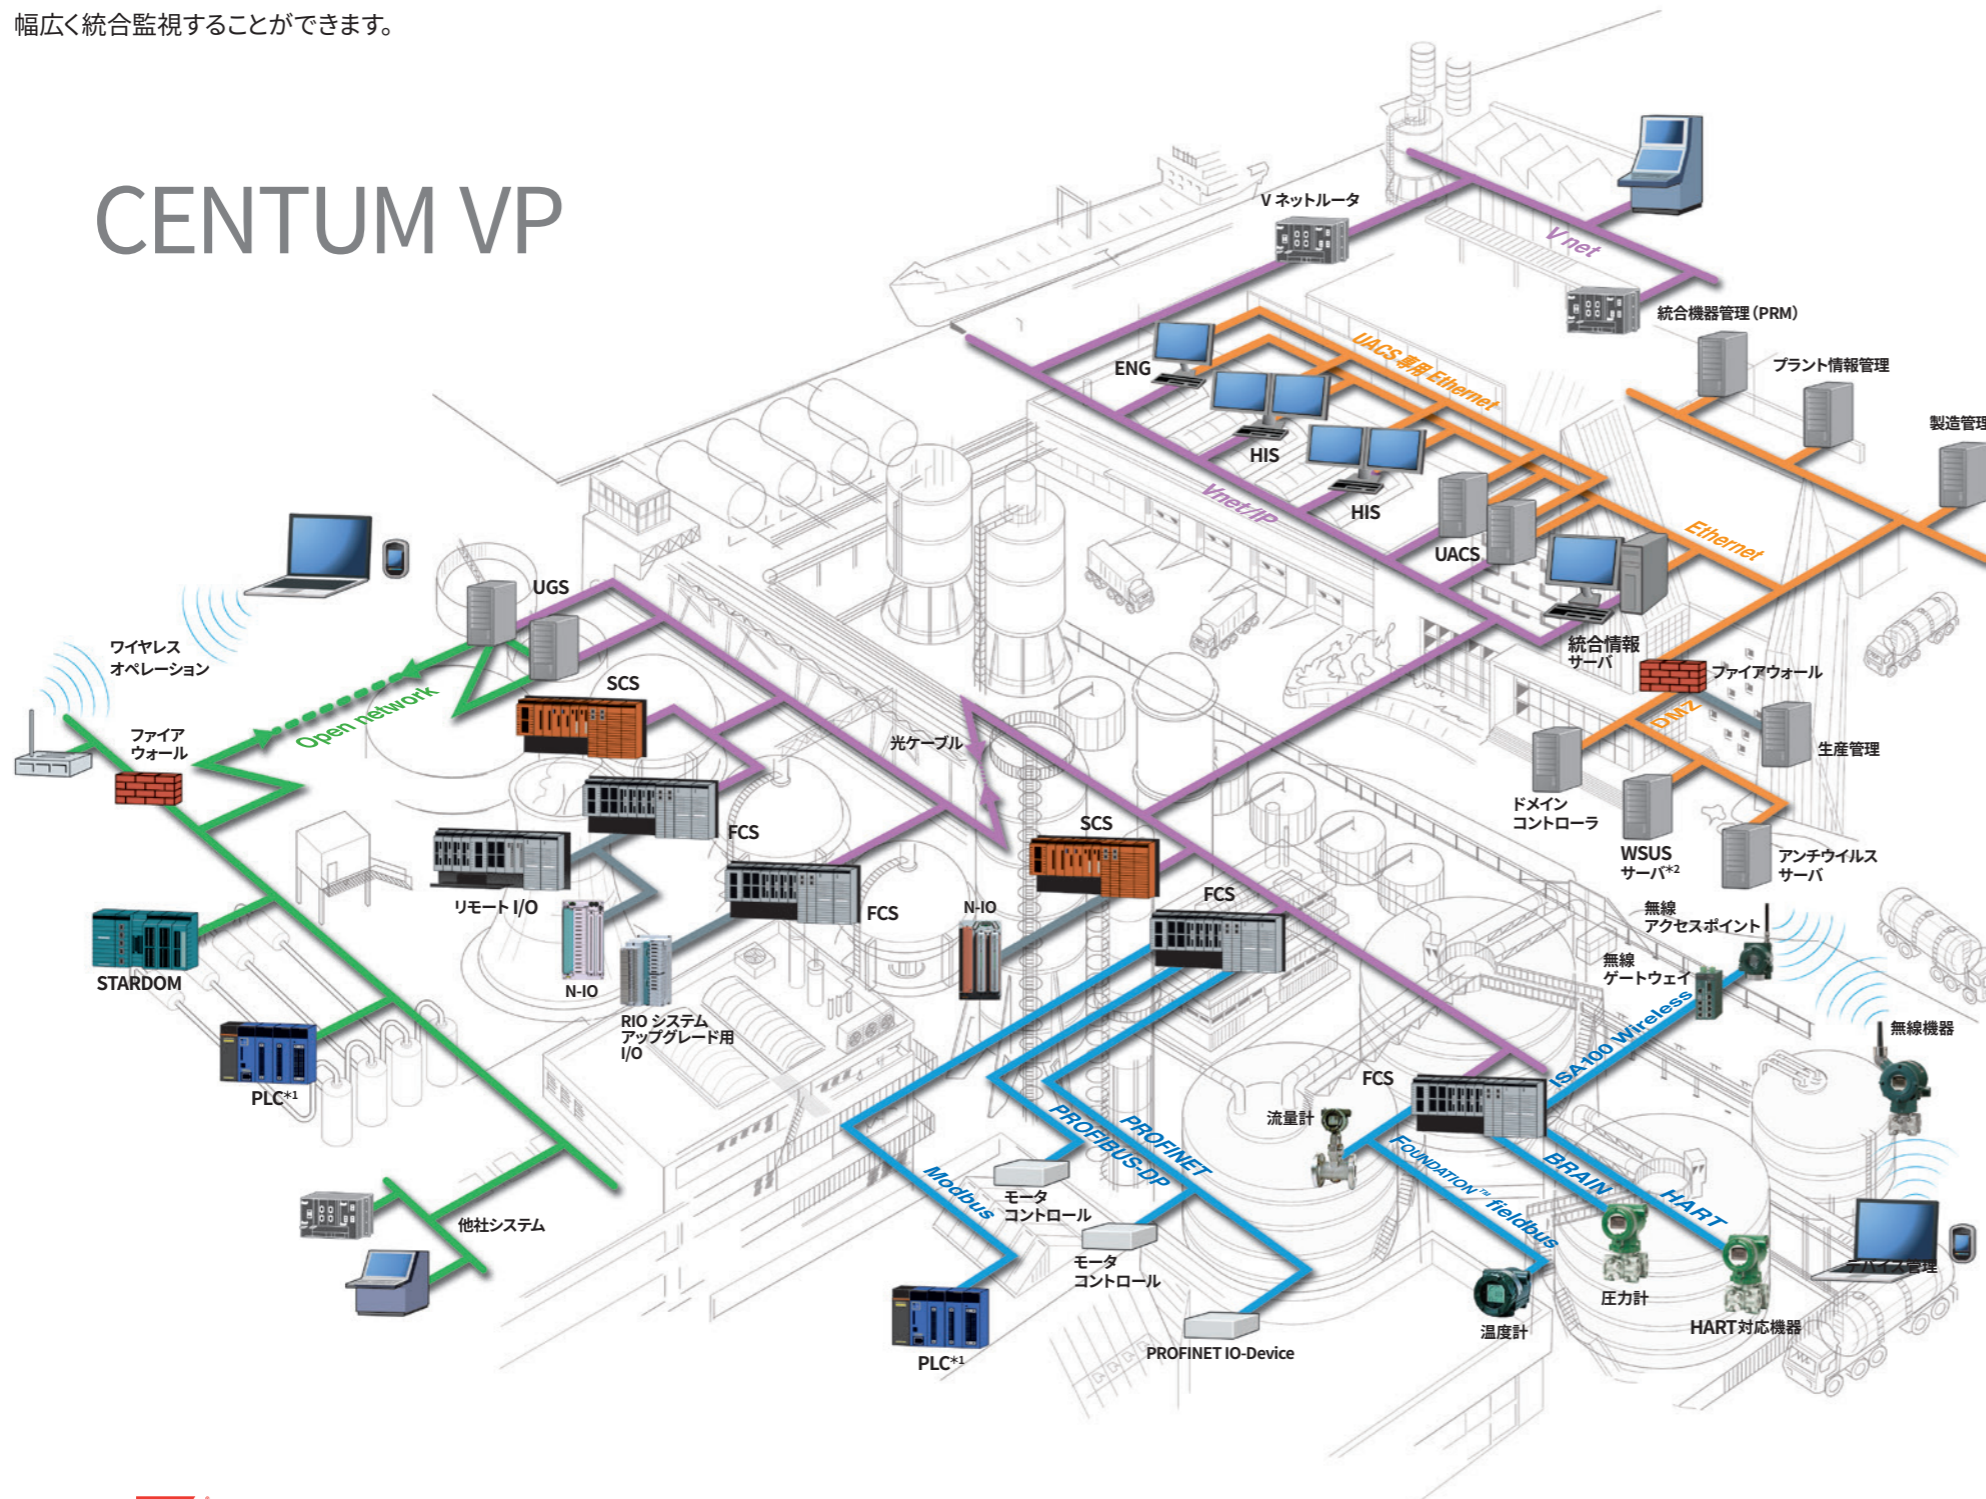 幅広く統合監視することができます。
CENTUM VP
V ネットルータ
V net
統合機器管理（PRM）
プラント情報管理
製造管理
ENG
UACS 専用 Ethernet
HIS
HIS
Vnet/IP
UACS
Ethernet
統合情報
サーバ
ファイアウォール
DMZ
生産管理
ドメイン
コントローラ
WSUS
サーバ*2
アンチウイルス
サーバ
UGS
ワイヤレス
オペレーション
Open network
ファイア
ウォール
SCS
光ケーブル
FCS
リモート I/O
FCS
N-IO
RIO システム
アップグレード用
I/O
STARDOM
PLC*1
他社システム
SCS
N-IO
FCS
無線
アクセスポイント
無線
ゲートウェイ
ISA100 Wireless
無線機器
FCS
流量計
PROFINET
PROFIBUS-DP
Modbus
モータ
コントロール
モータ
コントロール
PLC*1
PROFINET IO-Device
FOUNDATION™ fieldbus
BRAIN
HART
温度計
圧力計
HART対応機器
デバイス管理